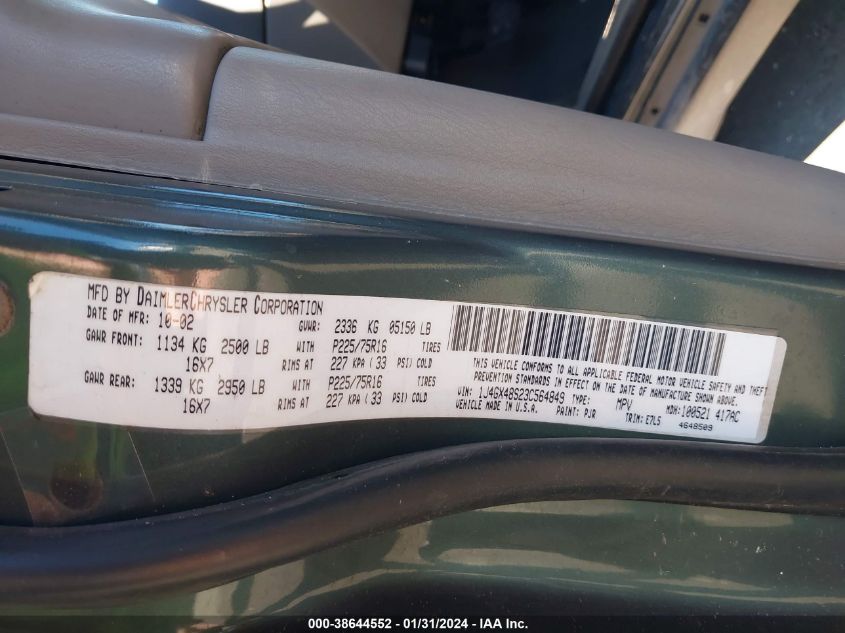 MFD BY DAIMLERCHRYSLER CORPORATION
DATE OF MFR: 10-02 GVWR: 2336 KG 05150 LB
GAWR FRONT: 1134 KG 2500 LB WITH P225/75R16 TIRES
16X7 RIMS AT 227 KPA ( 33 PSI) COLD
GAWR REAR: 1339 KG 2950 LB WITH P225/75R16 TIRES
16X7 RIMS AT 227 KPA ( 33 PSI) COLD
THIS VEHICLE CONFORMS TO ALL APPLICABLE FEDERAL MOTOR VEHICLE SAFETY AND THEFT
PREVENTION STANDARDS IN EFFECT ON THE DATE OF MANUFACTURE SHOWN ABOVE.
VIN: 1J4GX48S23C564849 TYPE: MPV MDH: 100521 417AC
VEHICLE MADE IN U.S.A. PAINT: PJR TRIM: E7L5 4648509
000-38644552 - 01/31/2024 - IAA Inc.